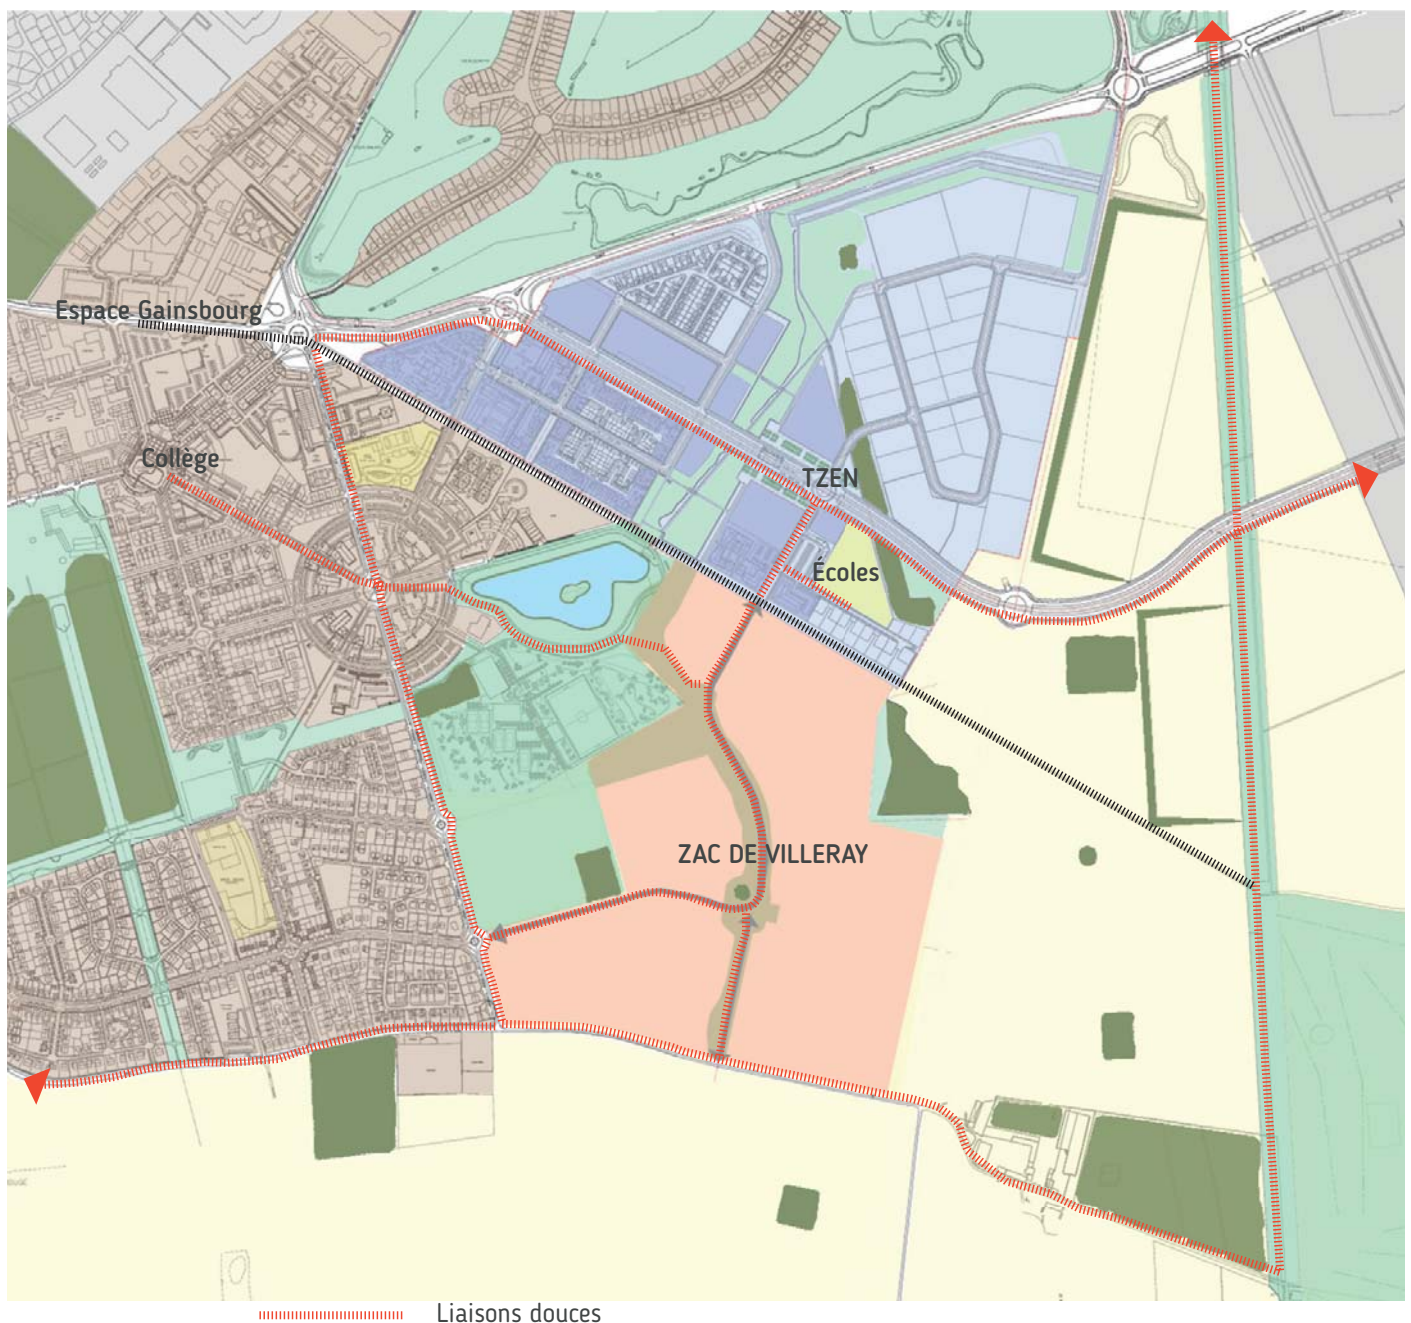 Espace Gainsbourg
Collège
TZEN
Écoles
ZAC DE VILLERAY
Liaisons douces